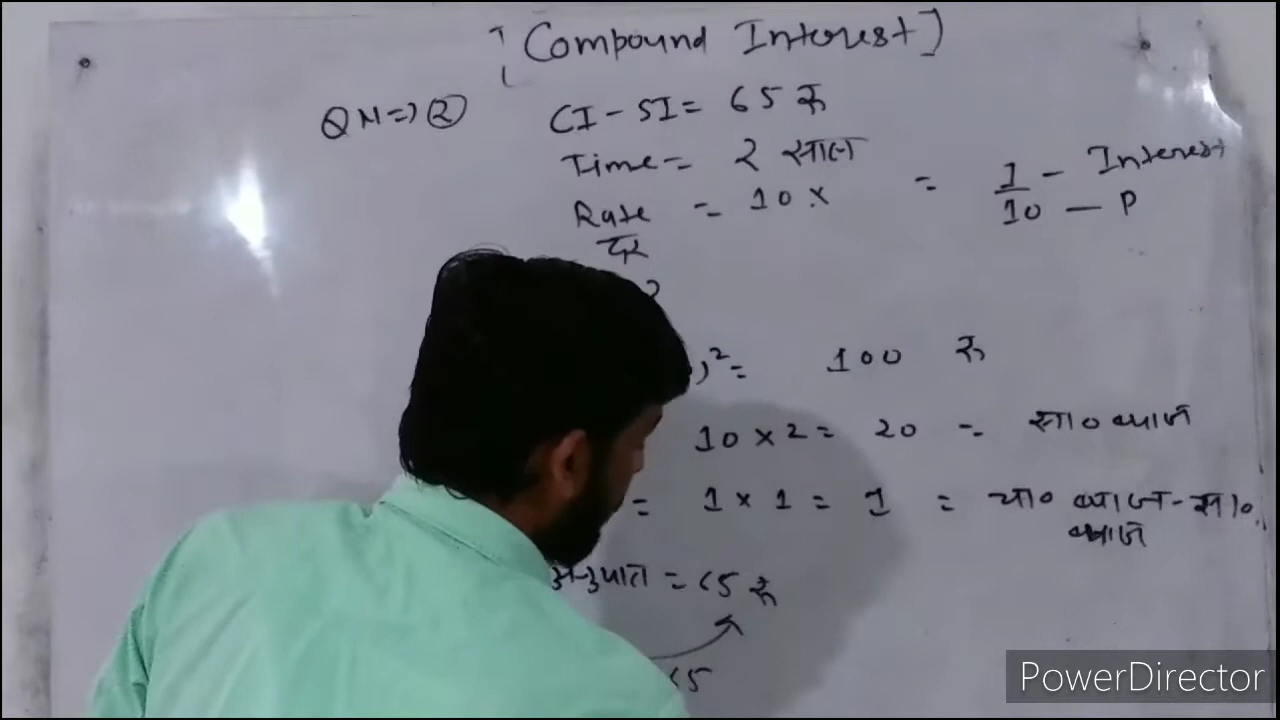 [Compound Interest]
QN=> ②
CI - SI = 65 रु
Time = 2 साल
Rate = 10 % = 1/10 - Interest - P
दर
)² = 100 रु
10 x 2 = 20 = सा० ब्याज
= 1 x 1 = 1 = च० ब्याज - सा० ब्याज
अनुपात = 65 रु
65
PowerDirector